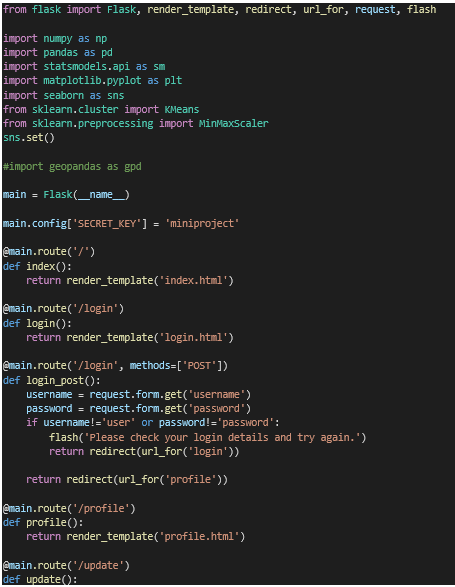 from flask import Flask, render_template, redirect, url_for, request, flash
import numpy as np
import pandas as pd
import statsmodels.api as sm
import matplotlib.pyplot as plt
import seaborn as sns
from sklearn.cluster import KMeans
from sklearn.preprocessing import MinMaxScaler
sns.set()
#import geopandas as gpd
main = Flask(__name__)
main.config['SECRET_KEY'] = 'miniproject'
@main.route('/')
def index():
    return render_template('index.html')
@main.route('/login')
def login():
    return render_template('login.html')
@main.route('/login', methods=['POST'])
def login_post():
    username = request.form.get('username')
    password = request.form.get('password')
    if username!='user' or password!='password':
        flash('Please check your login details and try again.')
        return redirect(url_for('login'))
    return redirect(url_for('profile'))
@main.route('/profile')
def profile():
    return render_template('profile.html')
@main.route('/update')
def update():